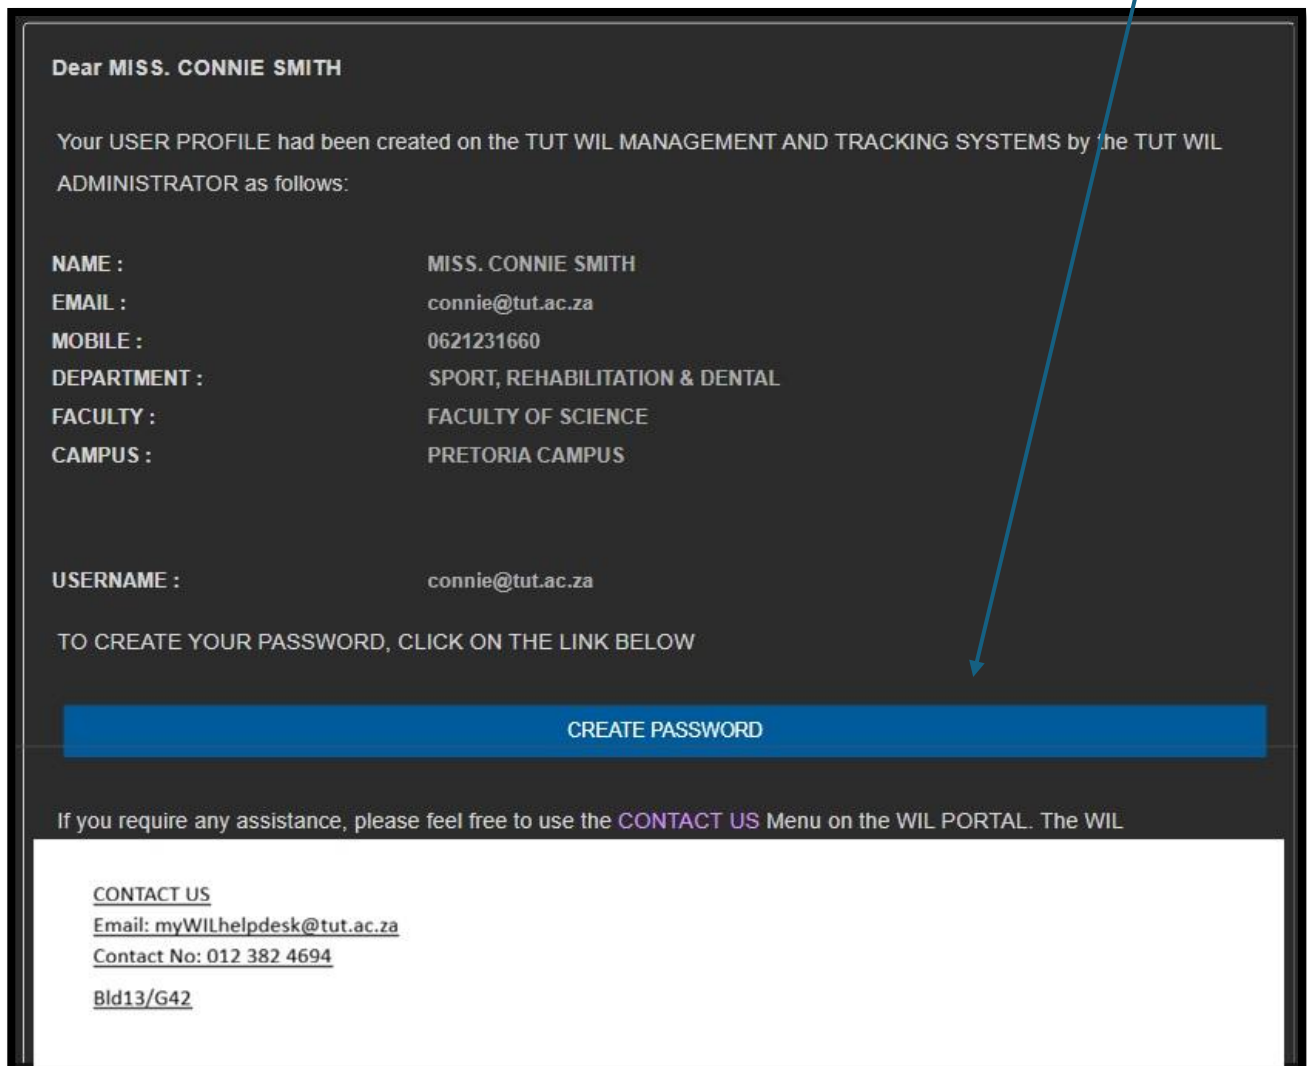 Dear MISS. CONNIE SMITH
Your USER PROFILE had been created on the TUT WIL MANAGEMENT AND TRACKING SYSTEMS by the TUT WIL
ADMINISTRATOR as follows:
NAME : MISS. CONNIE SMITH
EMAIL : connie@tut.ac.za
MOBILE : 0621231660
DEPARTMENT : SPORT, REHABILITATION & DENTAL
FACULTY : FACULTY OF SCIENCE
CAMPUS : PRETORIA CAMPUS
USERNAME : connie@tut.ac.za
TO CREATE YOUR PASSWORD, CLICK ON THE LINK BELOW
CREATE PASSWORD
If you require any assistance, please feel free to use the CONTACT US Menu on the WIL PORTAL. The WIL
CONTACT US
Email: myWILhelpdesk@tut.ac.za
Contact No: 012 382 4694
Bld13/G42